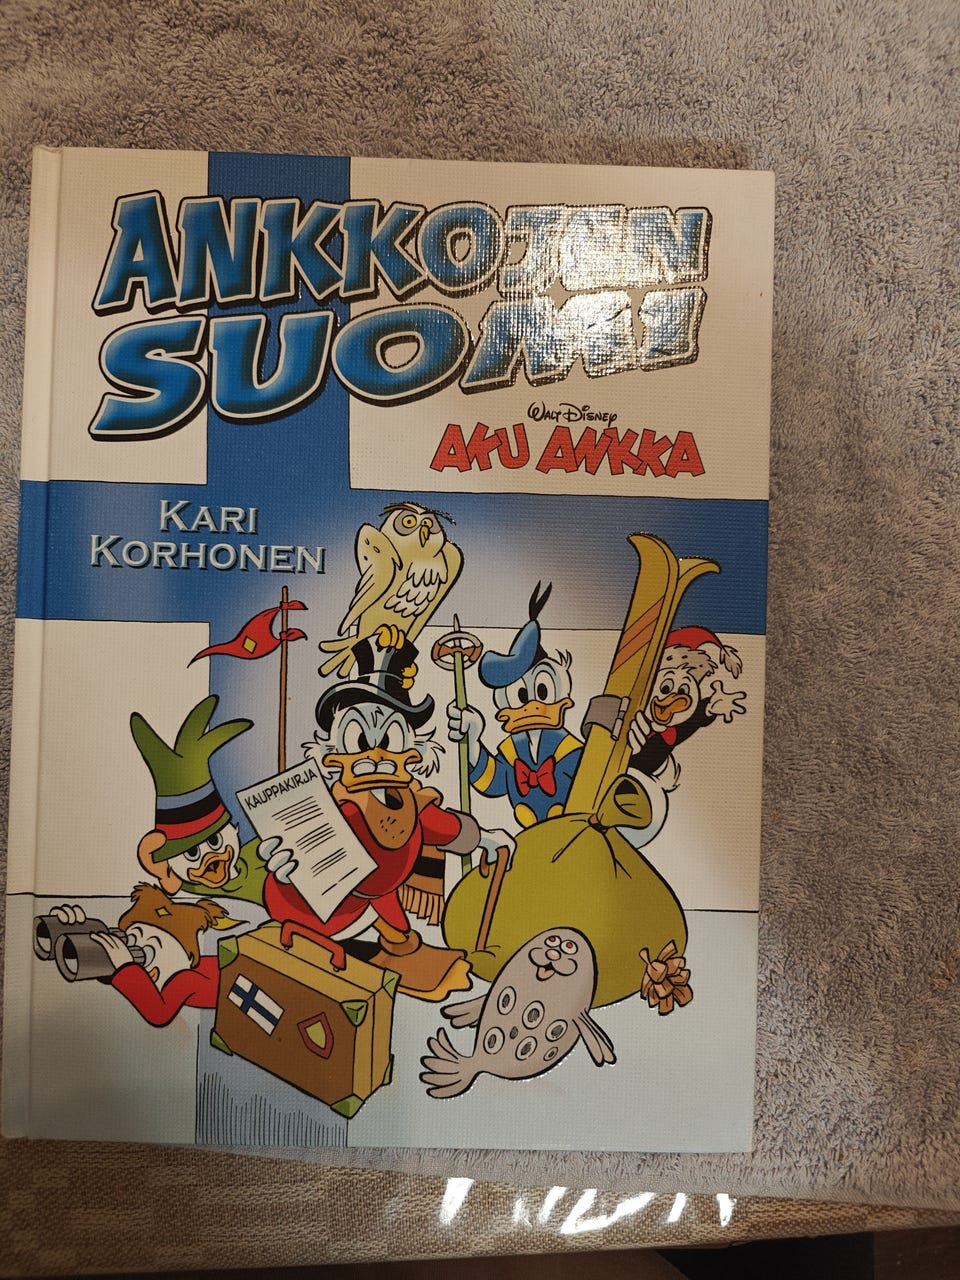 ANKKOJEN
SUOMI
WALT DISNEY
AKU ANKKA
KARI
KORHONEN
KAUPPAKIRJA